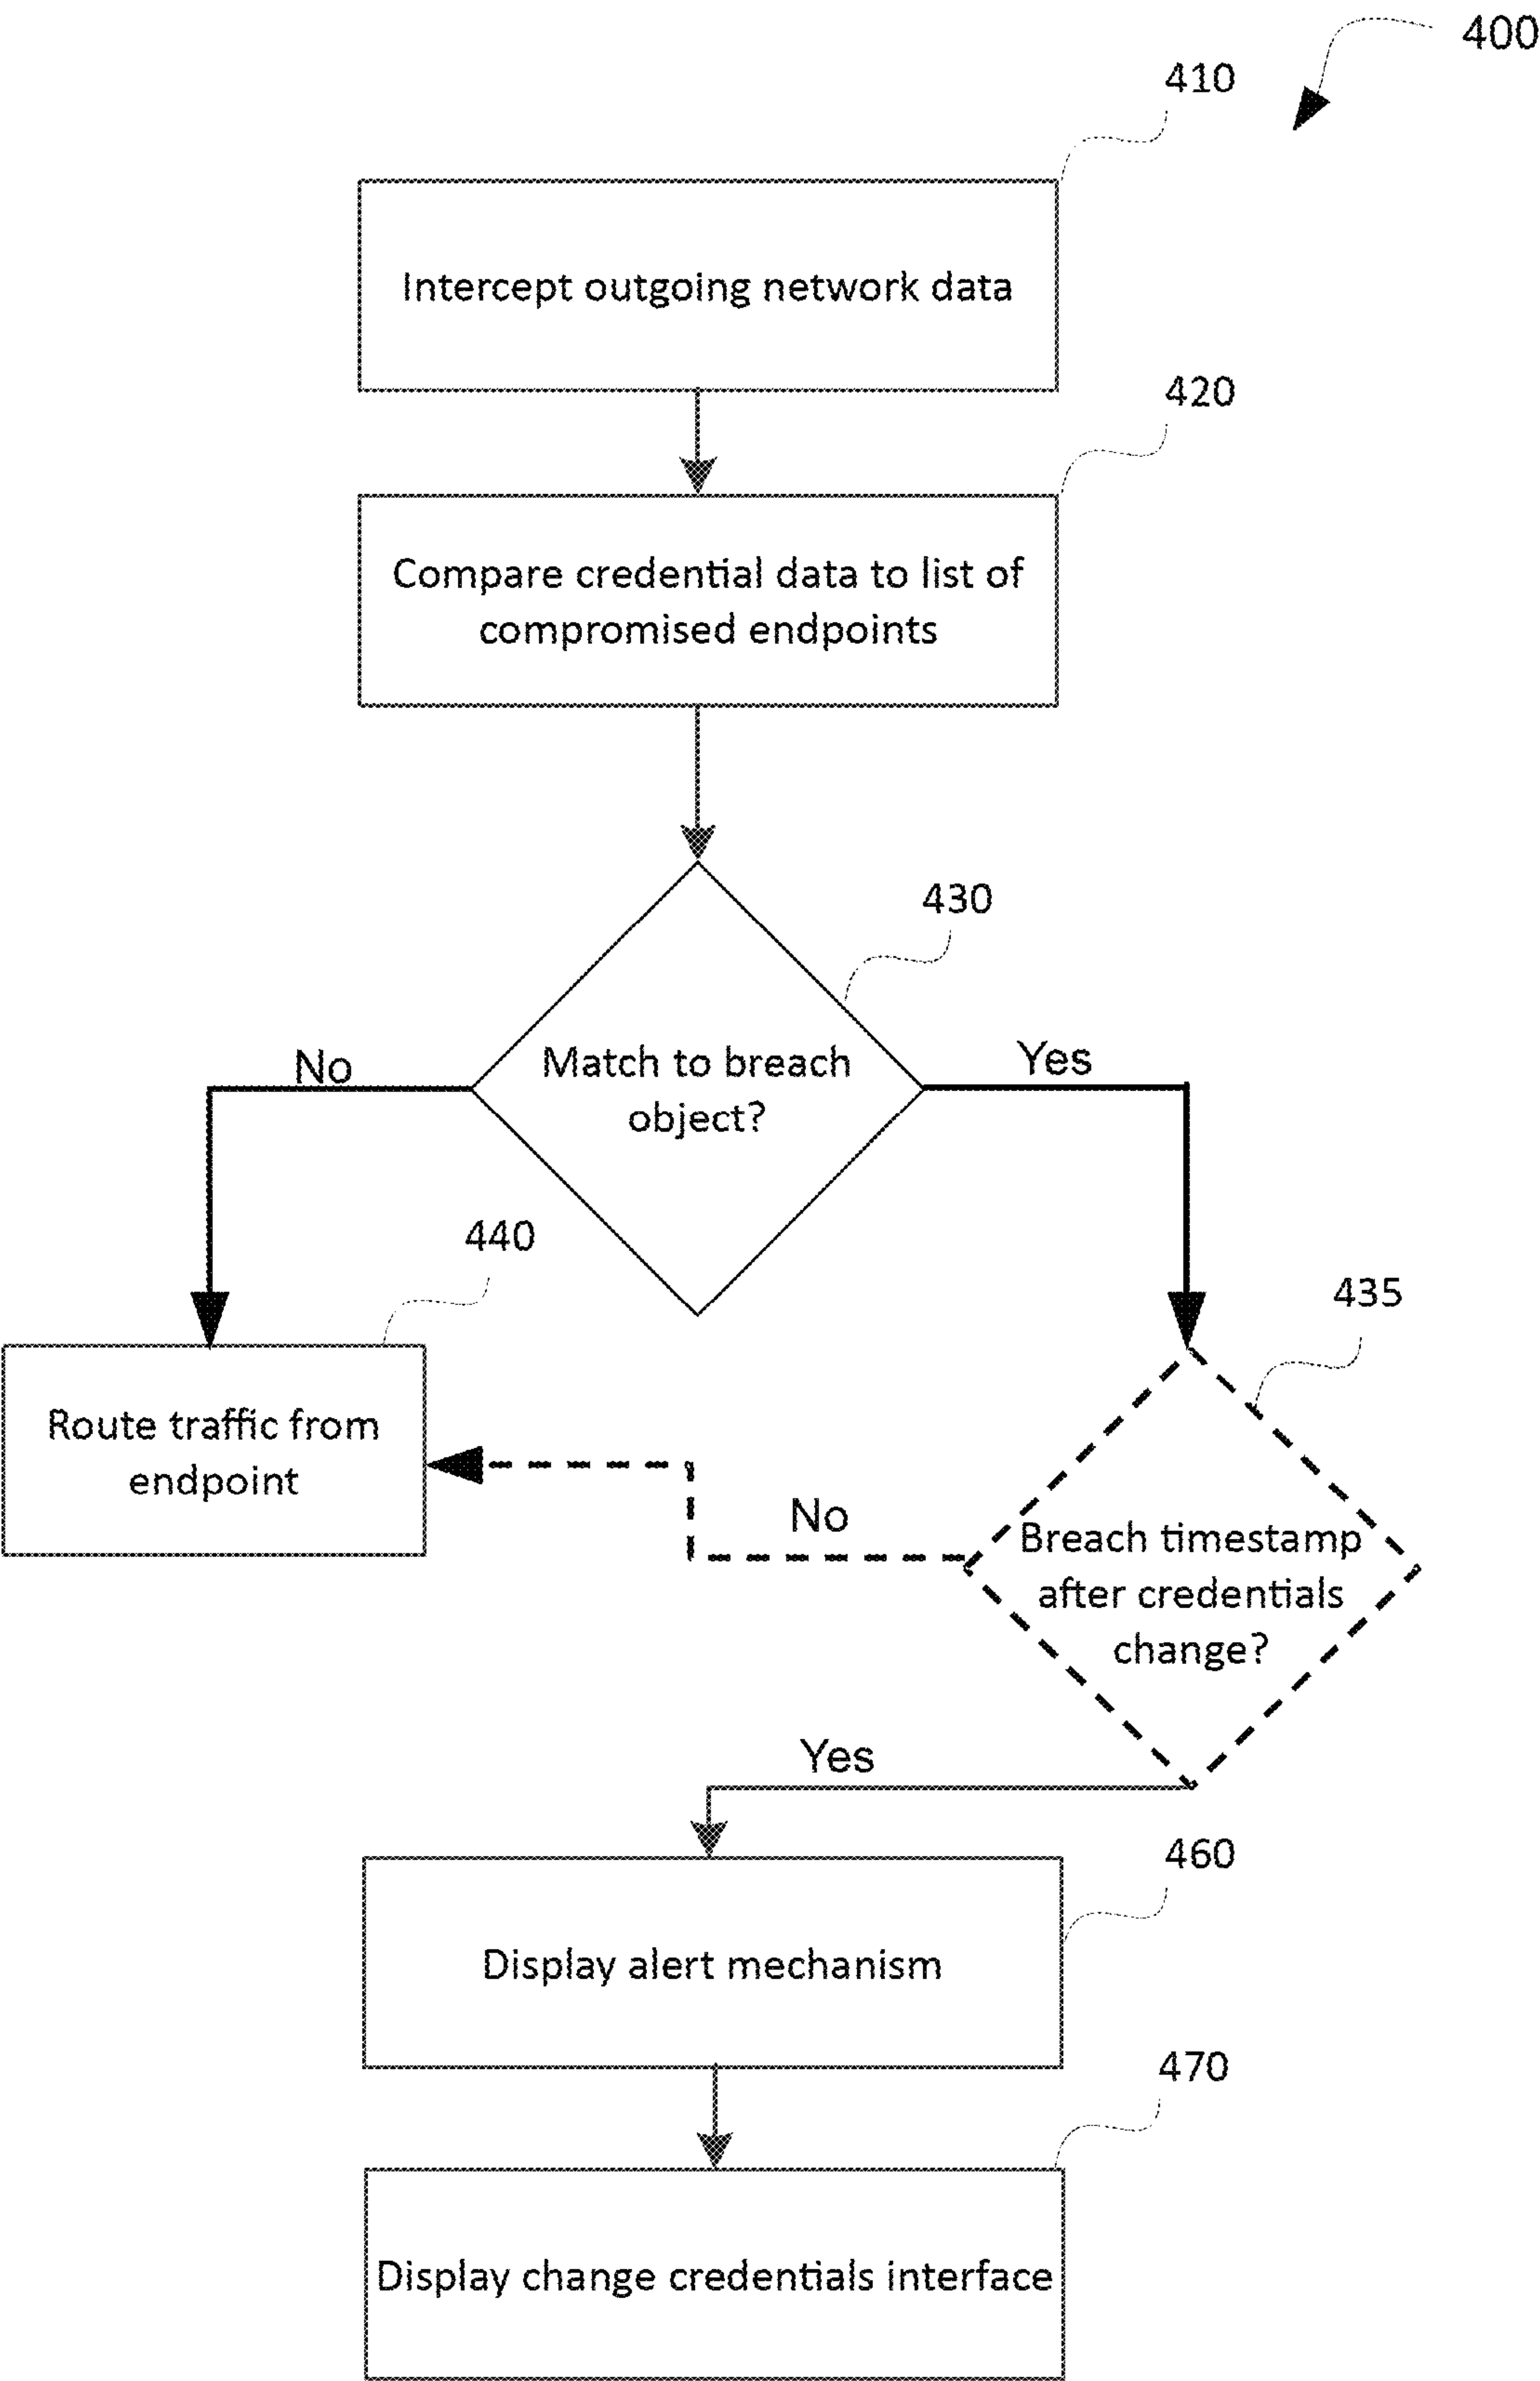 400
410
Intercept outgoing network data
420
Compare credential data to list of
compromised endpoints
430
Match to breach
object?
No
Yes
440
Route traffic from
endpoint
435
Breach timestamp
after credentials
change?
No
Yes
460
Display alert mechanism
470
Display change credentials interface